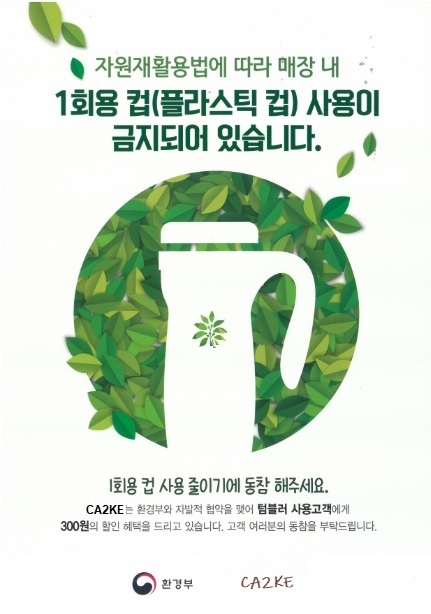 자원재활용법에 따라 매장 내
1회용 컵(플라스틱 컵) 사용이
금지되어 있습니다.
1회용 컵 사용 줄이기에 동참 해주세요.
CA2KE는 환경부와 자발적 협약을 맺어 텀블러 사용고객에게
300원의 할인 혜택을 드리고 있습니다. 고객 여러분의 동참을 부탁드립니다.
환경부 CA2KE